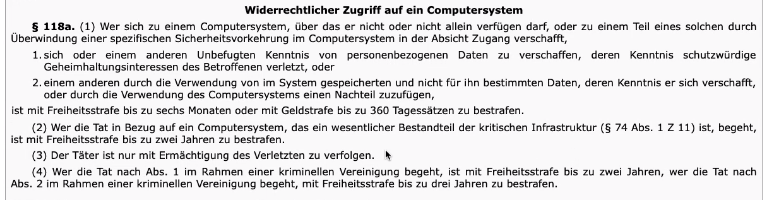 Widerrechtlicher Zugriff auf ein Computersystem
§ 118a. (1) Wer sich zu einem Computersystem, über das er nicht oder nicht allein verfügen darf, oder zu einem Teil eines solchen durch
Überwindung einer spezifischen Sicherheitsvorkehrung im Computersystem in der Absicht Zugang verschafft,
1. sich oder einem anderen Unbefugten Kenntnis von personenbezogenen Daten zu verschaffen, deren Kenntnis schutzwürdige
Geheimhaltungsinteressen des Betroffenen verletzt, oder
2. einem anderen durch die Verwendung von im System gespeicherten und nicht für ihn bestimmten Daten, deren Kenntnis er sich verschafft,
oder durch die Verwendung des Computersystems einen Nachteil zuzufügen,
ist mit Freiheitsstrafe bis zu sechs Monaten oder mit Geldstrafe bis zu 360 Tagessätzen zu bestrafen.
(2) Wer die Tat in Bezug auf ein Computersystem, das ein wesentlicher Bestandteil der kritischen Infrastruktur (§ 74 Abs. 1 Z 11) ist, begeht,
ist mit Freiheitsstrafe bis zu zwei Jahren zu bestrafen.
(3) Der Täter ist nur mit Ermächtigung des Verletzten zu verfolgen.
(4) Wer die Tat nach Abs. 1 im Rahmen einer kriminellen Vereinigung begeht, ist mit Freiheitsstrafe bis zu zwei Jahren, wer die Tat nach
Abs. 2 im Rahmen einer kriminellen Vereinigung begeht, mit Freiheitsstrafe bis zu drei Jahren zu bestrafen.